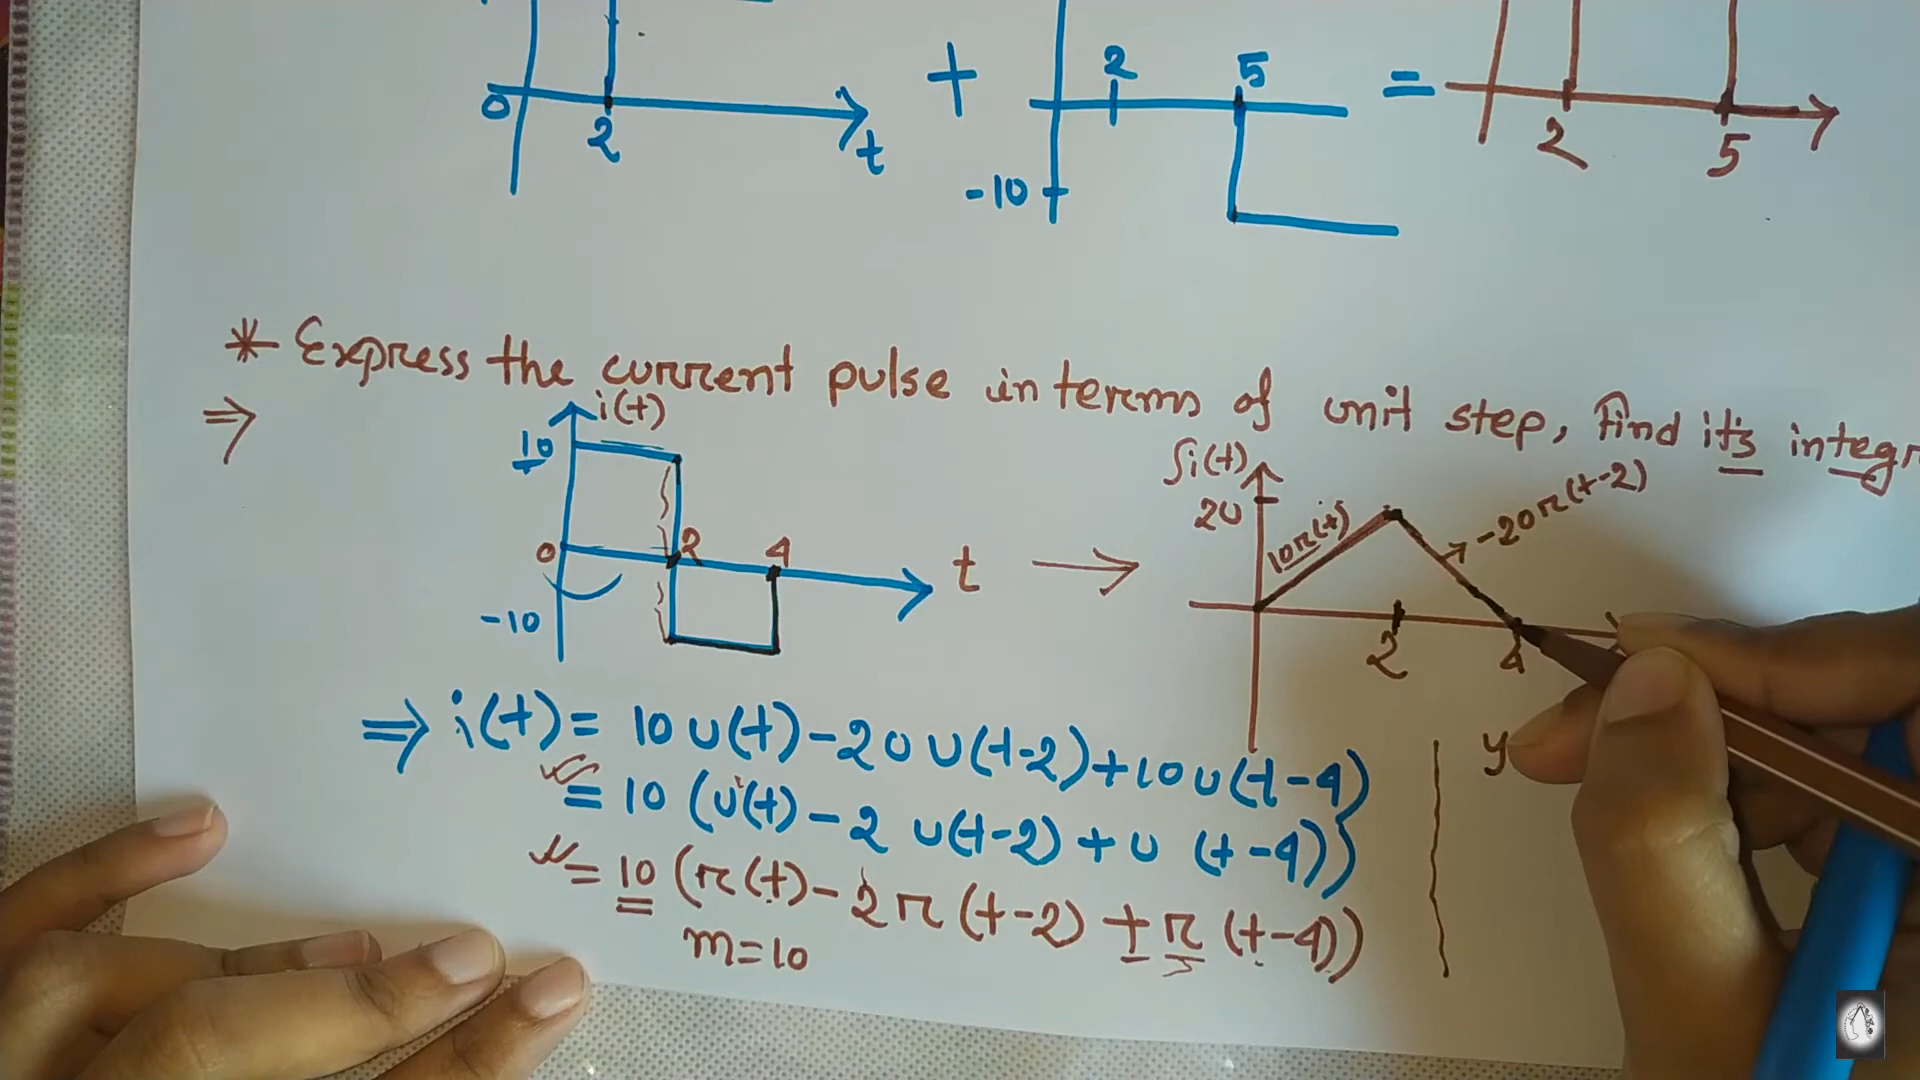 0 2 t + 2 5 -10 = 2 5
* Express the current pulse in terms of unit step, Find it's integr
⇒
i(t)
10
0 2 4 t
-10
→
∫i(t)
20
10r(t)
→ -20r(t-2)
2 4
⇒ i(t) = 10 u(t) - 20 u(t-2) + 10 u(t-4)
= 10 (u(t) - 2 u(t-2) + u (t-4))
= 10 (r(t) - 2 r (t-2) + r (t-4))
m = 10
y